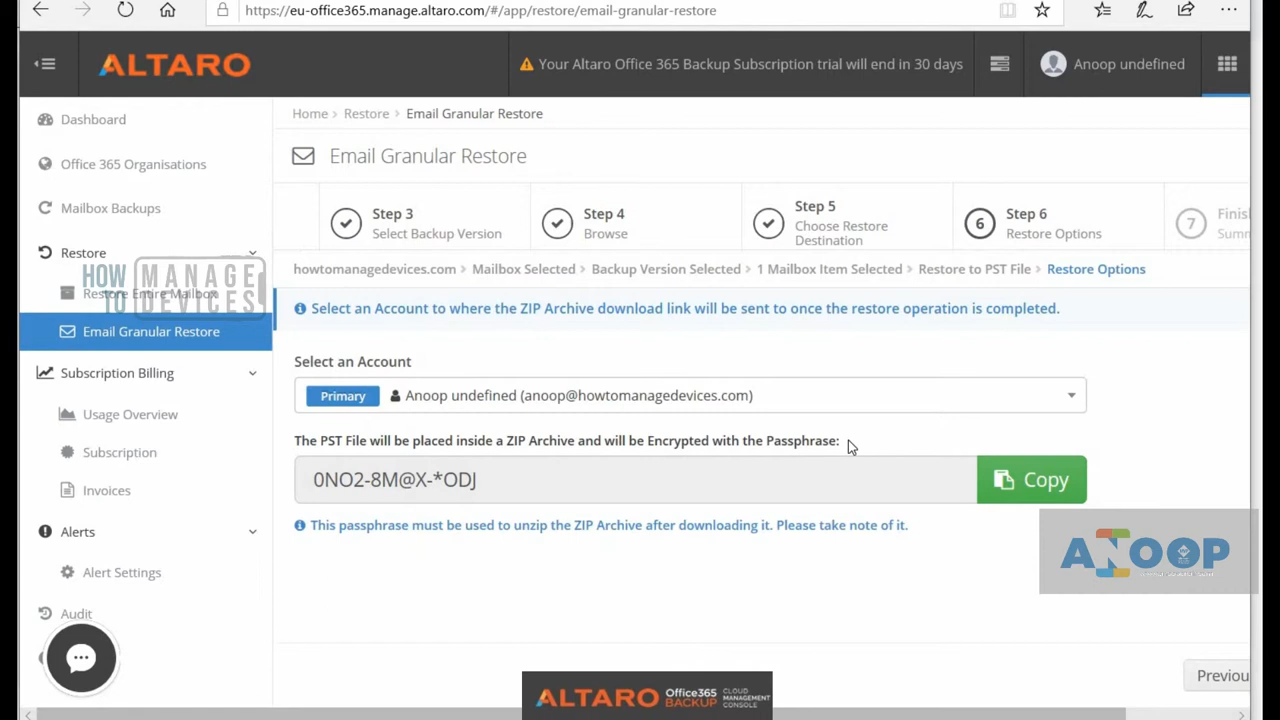 https://eu-office365.manage.altaro.com/#/app/restore/email-granular-restore
ALTARO
Your Altaro Office 365 Backup Subscription trial will end in 30 days
Anoop undefined
Dashboard
Office 365 Organisations
Mailbox Backups
Restore
Restore Entire Mailbox
HOW MANAGE
TO DEVICES
Email Granular Restore
Subscription Billing
Usage Overview
Subscription
Invoices
Alerts
Alert Settings
Audit
Home > Restore > Email Granular Restore
Email Granular Restore
Step 3
Select Backup Version
Step 4
Browse
Step 5
Choose Restore
Destination
6
Step 6
Restore Options
7
Finis
Summ
howtomanagedevices.com > Mailbox Selected > Backup Version Selected > 1 Mailbox Item Selected > Restore to PST File > Restore Options
Select an Account to where the ZIP Archive download link will be sent to once the restore operation is completed.
Select an Account
Primary Anoop undefined (anoop@howtomanagedevices.com)
The PST File will be placed inside a ZIP Archive and will be Encrypted with the Passphrase:
0NO2-8M@X-*ODJ
Copy
This passphrase must be used to unzip the ZIP Archive after downloading it. Please take note of it.
ANOOP
Previou
ALTARO Office365 BACKUP CLOUD MANAGEMENT CONSOLE